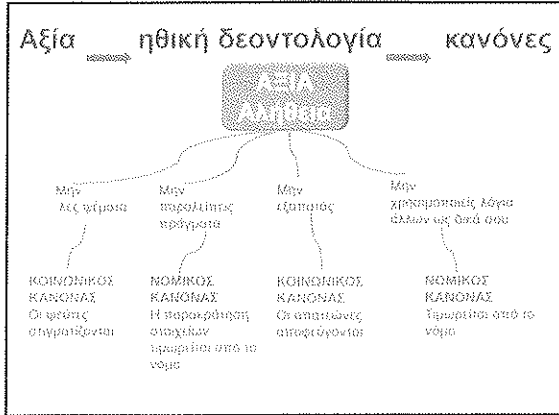 Αξία ηθική δεοντολογία κανόνες
ΑΞΙΑ
Αλήθεια
Μην
λες ψέματα
Μην
παραλείπεις
πράγματα
Μην
εξαπατάς
Μην
χρησιμοποιείς λόγια
άλλων ως δικά σου
ΚΟΙΝΩΝΙΚΟΣ
ΚΑΝΟΝΑΣ
Οι ψεύτες
στιγματίζονται
ΝΟΜΙΚΟΣ
ΚΑΝΟΝΑΣ
Η παρακράτηση
στοιχείων
τιμωρείται από το
νόμο
ΚΟΙΝΩΝΙΚΟΣ
ΚΑΝΟΝΑΣ
Οι απατεώνες
αποφεύγονται
ΝΟΜΙΚΟΣ
ΚΑΝΟΝΑΣ
Τιμωρείται από το
νόμο